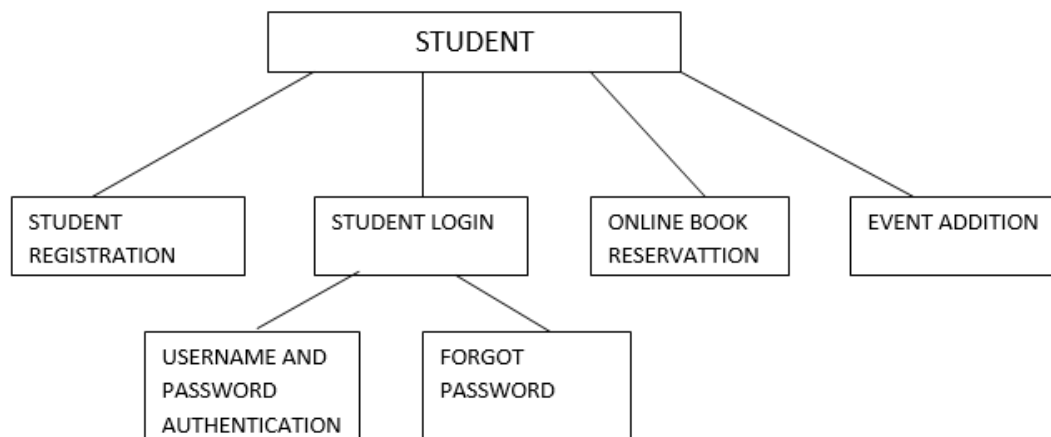 STUDENT
STUDENT
REGISTRATION
STUDENT LOGIN
ONLINE BOOK
RESERVATTION
EVENT ADDITION
USERNAME AND
PASSWORD
AUTHENTICATION
FORGOT
PASSWORD